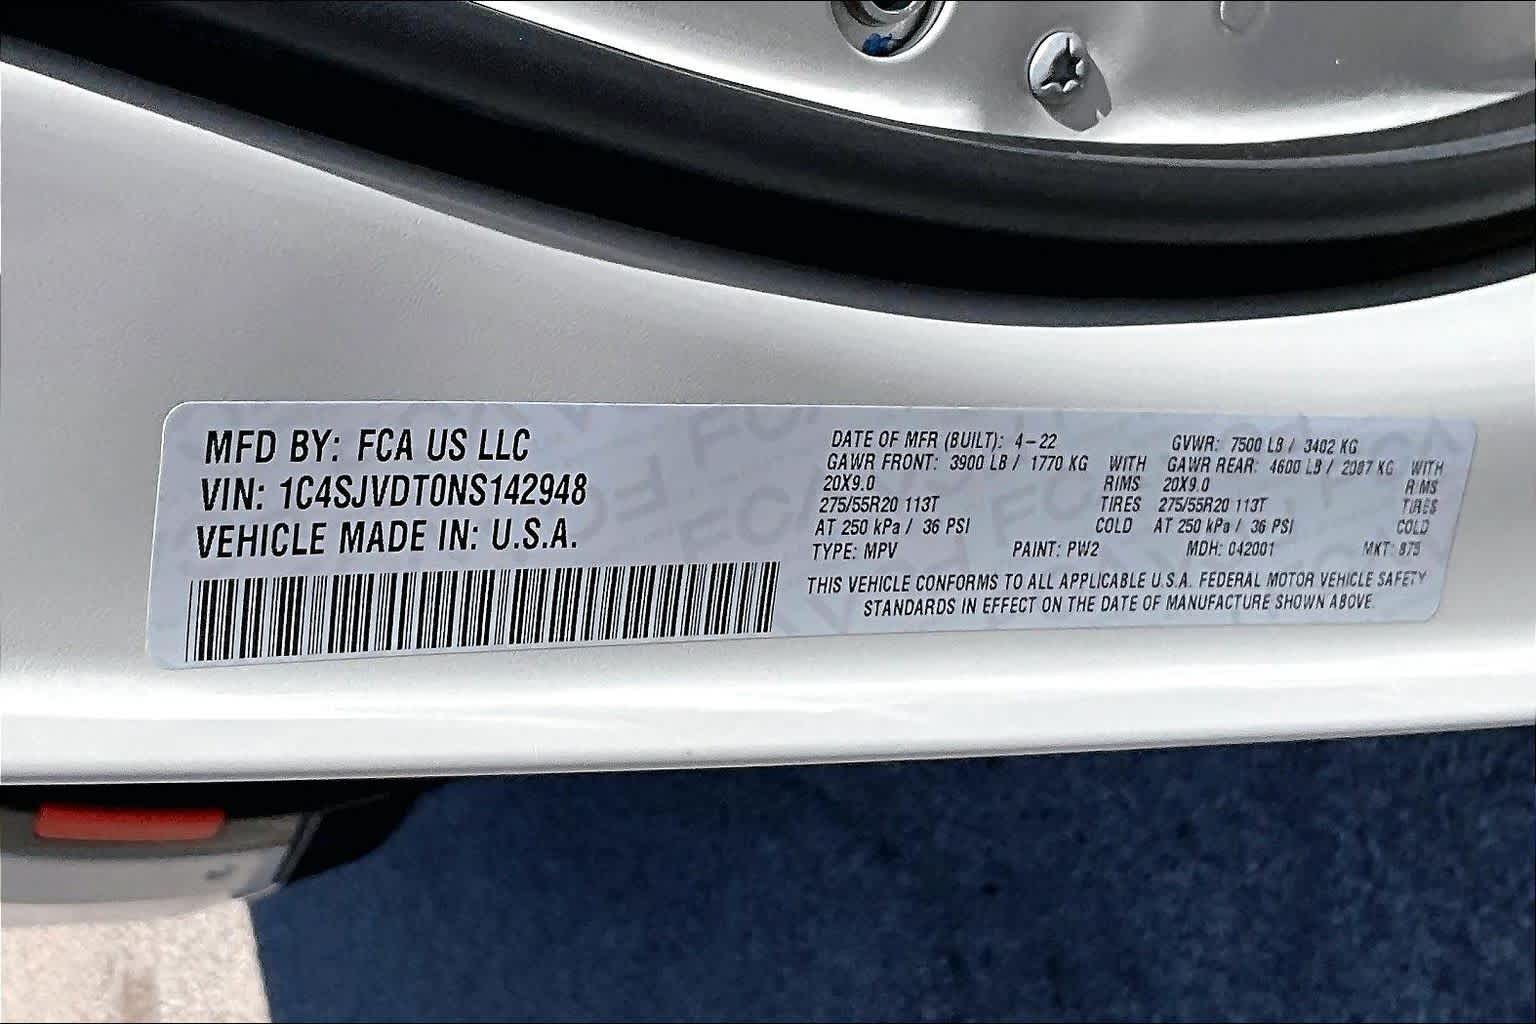 MFD BY: FCA US LLC
VIN: 1C4SJVDT0NS142948
VEHICLE MADE IN: U.S.A.
DATE OF MFR (BUILT): 4-22 GVWR: 7500 LB / 3402 KG
GAWR FRONT: 3900 LB / 1770 KG WITH GAWR REAR: 4600 LB / 2087 KG WITH
20X9.0 RIMS 20X9.0 RIMS
275/55R20 113T TIRES 275/55R20 113T TIRES
AT 250 kPa / 36 PSI COLD AT 250 kPa / 36 PSI COLD
TYPE: MPV PAINT: PW2 MDH: 042001 MKT: 875
THIS VEHICLE CONFORMS TO ALL APPLICABLE U.S.A. FEDERAL MOTOR VEHICLE SAFETY
STANDARDS IN EFFECT ON THE DATE OF MANUFACTURE SHOWN ABOVE.